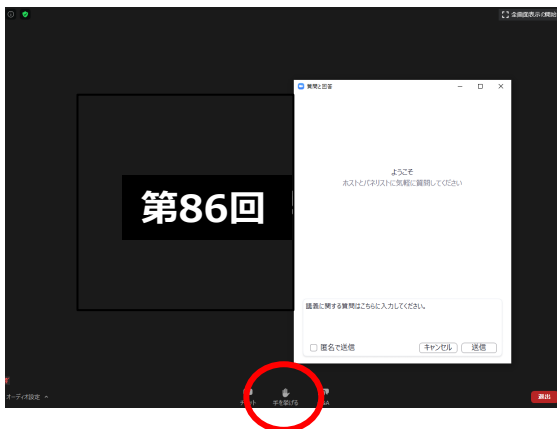 全画面表示の開始
質問と回答
ようこそ
ホストとパネリストに気軽に質問してください
第86回
講義に関する質問はこちらに入力してください。
匿名で送信
キャンセル
送信
オーディオ設定
チャット
手を挙げる
Q&A
退出